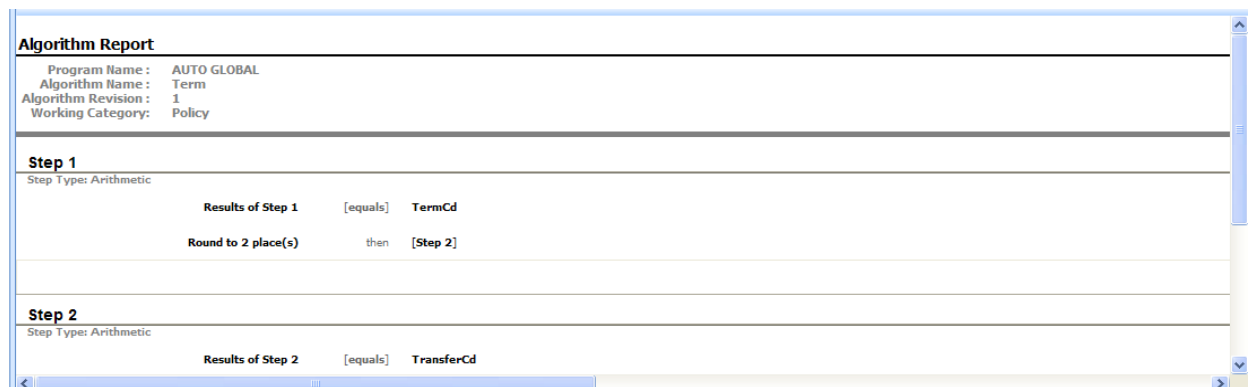 Algorithm Report
Program Name : AUTO GLOBAL
Algorithm Name : Term
Algorithm Revision : 1
Working Category: Policy
Step 1
Step Type: Arithmetic
Results of Step 1 [equals] TermCd
Round to 2 place(s) then [Step 2]
Step 2
Step Type: Arithmetic
Results of Step 2 [equals] TransferCd